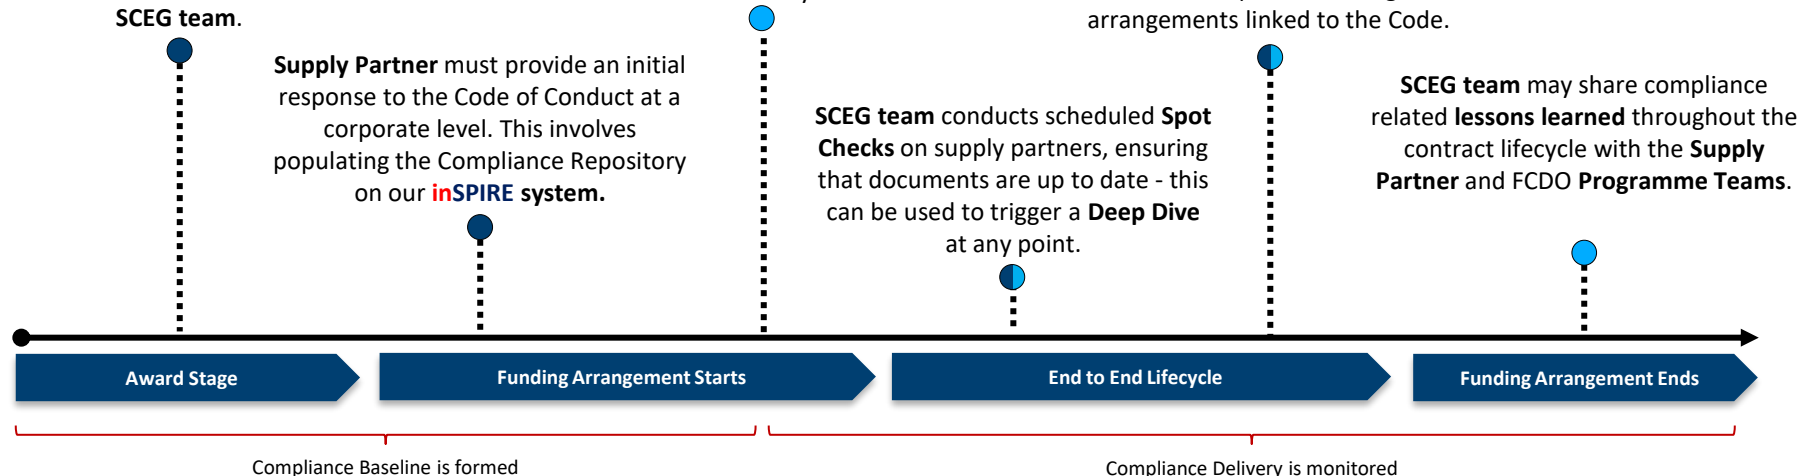 SCEG team.
Supply Partner must provide an initial
response to the Code of Conduct at a
corporate level. This involves
populating the Compliance Repository
on our inSPIRE system.
SCEG team conducts scheduled Spot
Checks on supply partners, ensuring
that documents are up to date - this
can be used to trigger a Deep Dive
at any point.
arrangements linked to the Code.
SCEG team may share compliance
related lessons learned throughout the
contract lifecycle with the Supply
Partner and FCDO Programme Teams.
Award Stage
Funding Arrangement Starts
End to End Lifecycle
Funding Arrangement Ends
Compliance Baseline is formed
Compliance Delivery is monitored